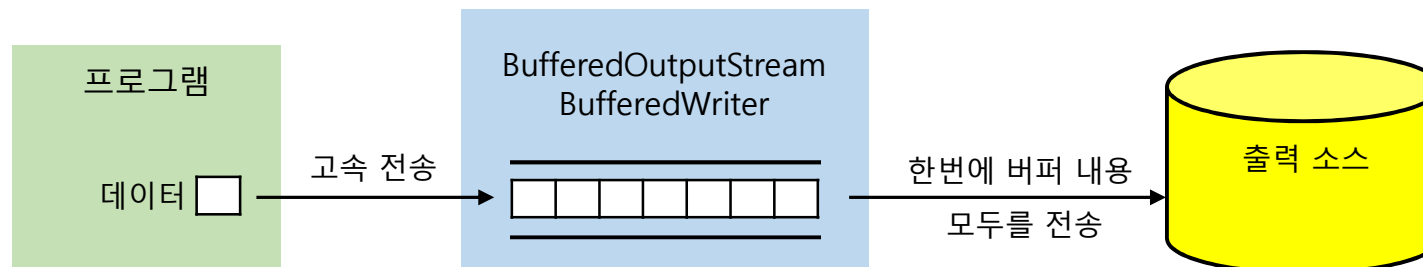 프로그램
데이터
고속 전송
BufferedOutputStream
BufferedWriter
한번에 버퍼 내용
모두를 전송
출력 소스